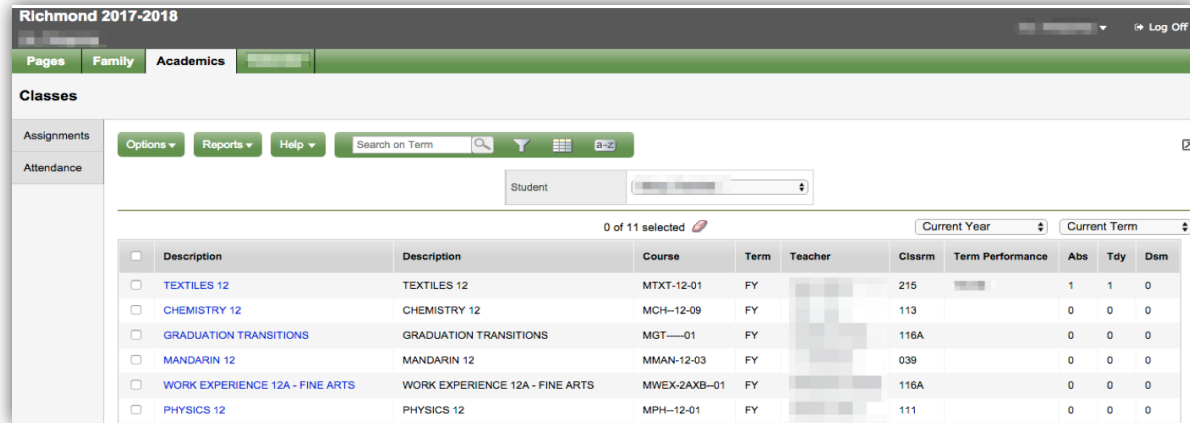 Richmond 2017-2018
Log Off
Pages Family Academics
Classes
Assignments
Attendance
Options Reports Help Search on Term a-z
Student
0 of 11 selected Current Year Current Term
Description Description Course Term Teacher Clssrm Term Performance Abs Tdy Dsm
TEXTILES 12 TEXTILES 12 MTXT-12-01 FY 215 1 1 0
CHEMISTRY 12 CHEMISTRY 12 MCH--12-09 FY 113 0 0 0
GRADUATION TRANSITIONS GRADUATION TRANSITIONS MGT-----01 FY 116A 0 0 0
MANDARIN 12 MANDARIN 12 MMAN-12-03 FY 039 0 0 0
WORK EXPERIENCE 12A - FINE ARTS WORK EXPERIENCE 12A - FINE ARTS MWEX-2AXB--01 FY 116A 0 0 0
PHYSICS 12 PHYSICS 12 MPH--12-01 FY 111 0 0 0